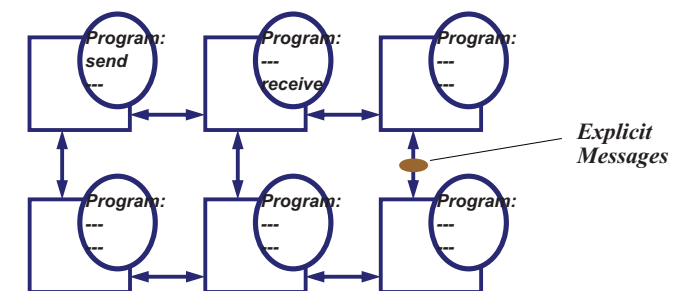 Program:
send
---
Program:
---
receive
Program:
---
---
Explicit
Messages
Program:
---
---
Program:
---
---
Program:
---
---